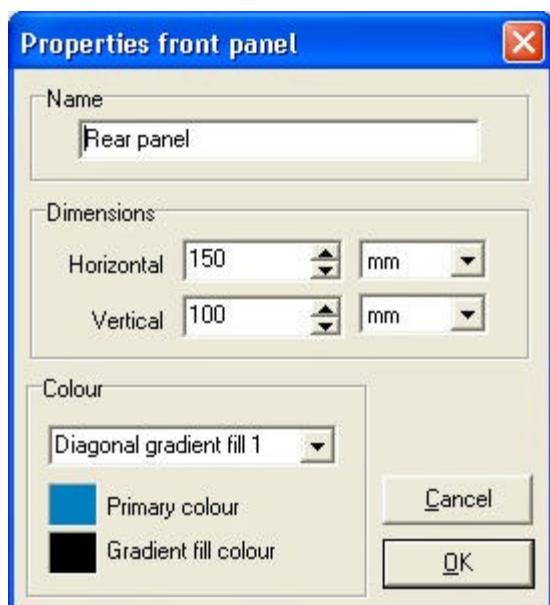 Properties front panel
Name
Rear panel
Dimensions
Horizontal 150 mm
Vertical 100 mm
Colour
Diagonal gradient fill 1
Primary colour
Gradient fill colour
Cancel
OK